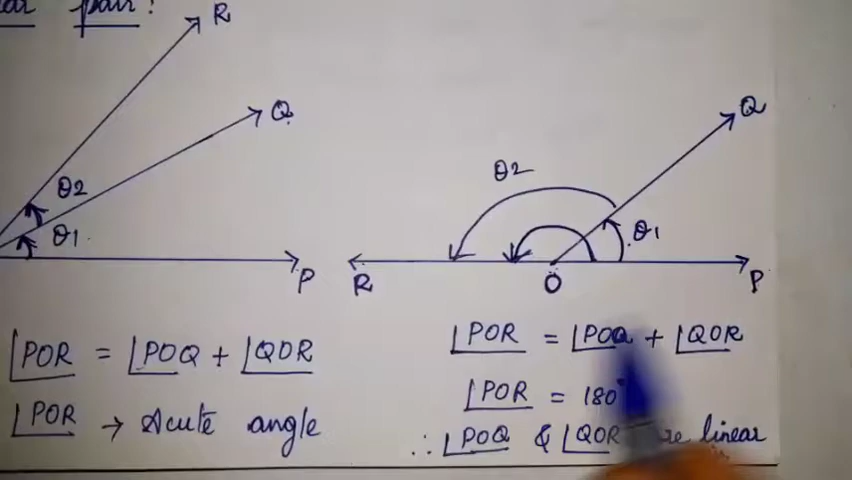 pair:
R
Q
θ2
θ1
P
∠POR = ∠POQ + ∠QOR
∠POR → Acute angle
Q
θ2
θ1
R
O
P
∠POR = ∠POQ + ∠QOR
∠POR = 180°
∴ ∠POQ & ∠QOR are linear